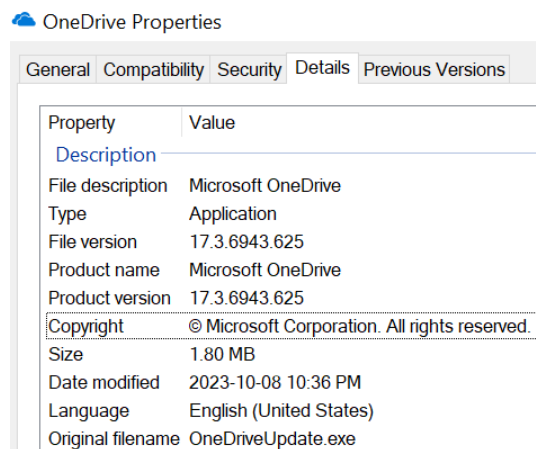 OneDrive Properties
General Compatibility Security Details Previous Versions
Property Value
Description
File description Microsoft OneDrive
Type Application
File version 17.3.6943.625
Product name Microsoft OneDrive
Product version 17.3.6943.625
Copyright © Microsoft Corporation. All rights reserved.
Size 1.80 MB
Date modified 2023-10-08 10:36 PM
Language English (United States)
Original filename OneDriveUpdate.exe